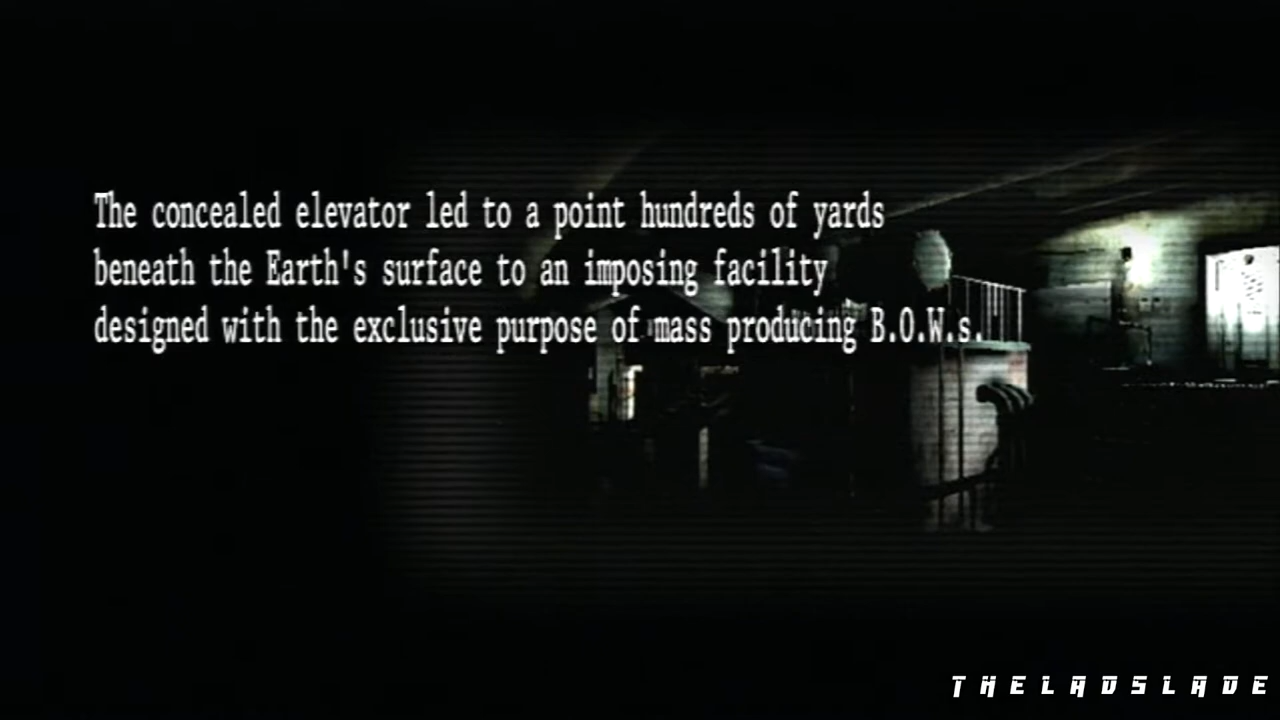 The concealed elevator led to a point hundreds of yards
beneath the Earth's surface to an imposing facility
designed with the exclusive purpose of mass producing B.O.W.s.
THELADSLADE